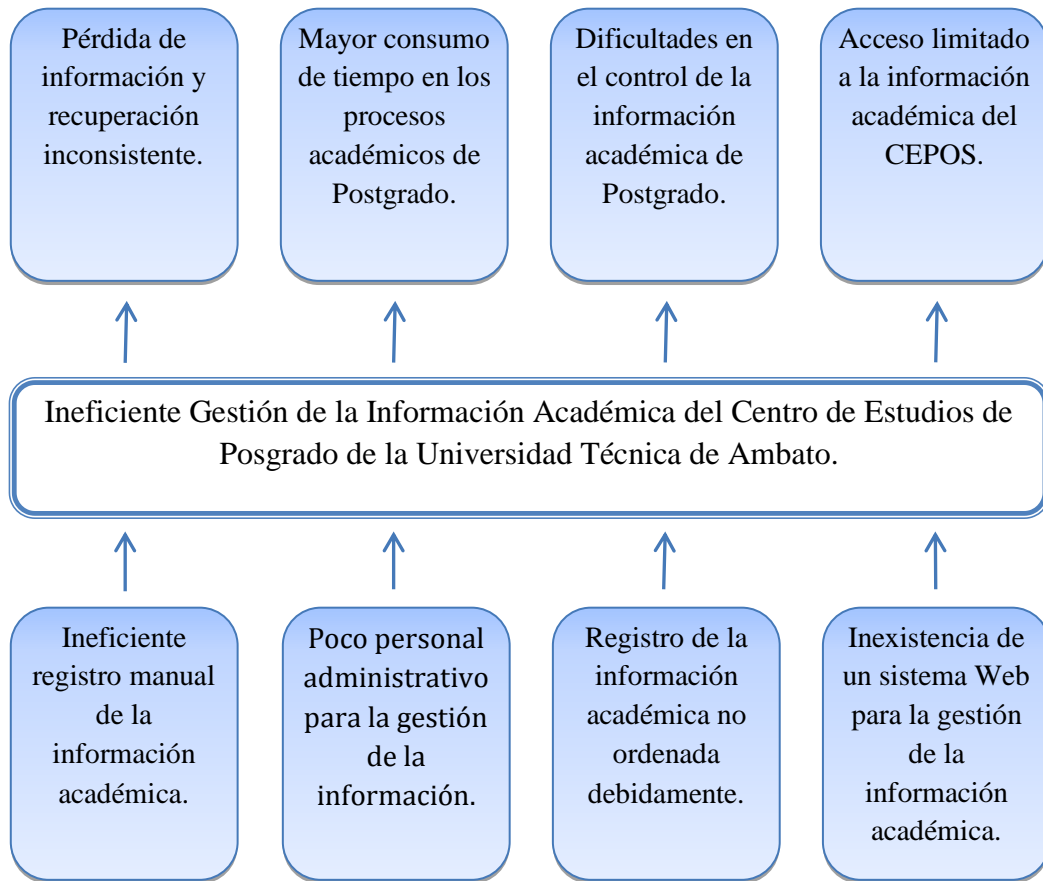 Pérdida de
información y
recuperación
inconsistente.
Mayor consumo
de tiempo en los
procesos
académicos de
Postgrado.
Dificultades en
el control de la
información
académica de
Postgrado.
Acceso limitado
a la información
académica del
CEPOS.
Ineficiente Gestión de la Información Académica del Centro de Estudios de
Posgrado de la Universidad Técnica de Ambato.
Ineficiente
registro manual
de la
información
académica.
Poco personal
administrativo
para la gestión
de la
información.
Registro de la
información
académica no
ordenada
debidamente.
Inexistencia de
un sistema Web
para la gestión
de la
información
académica.